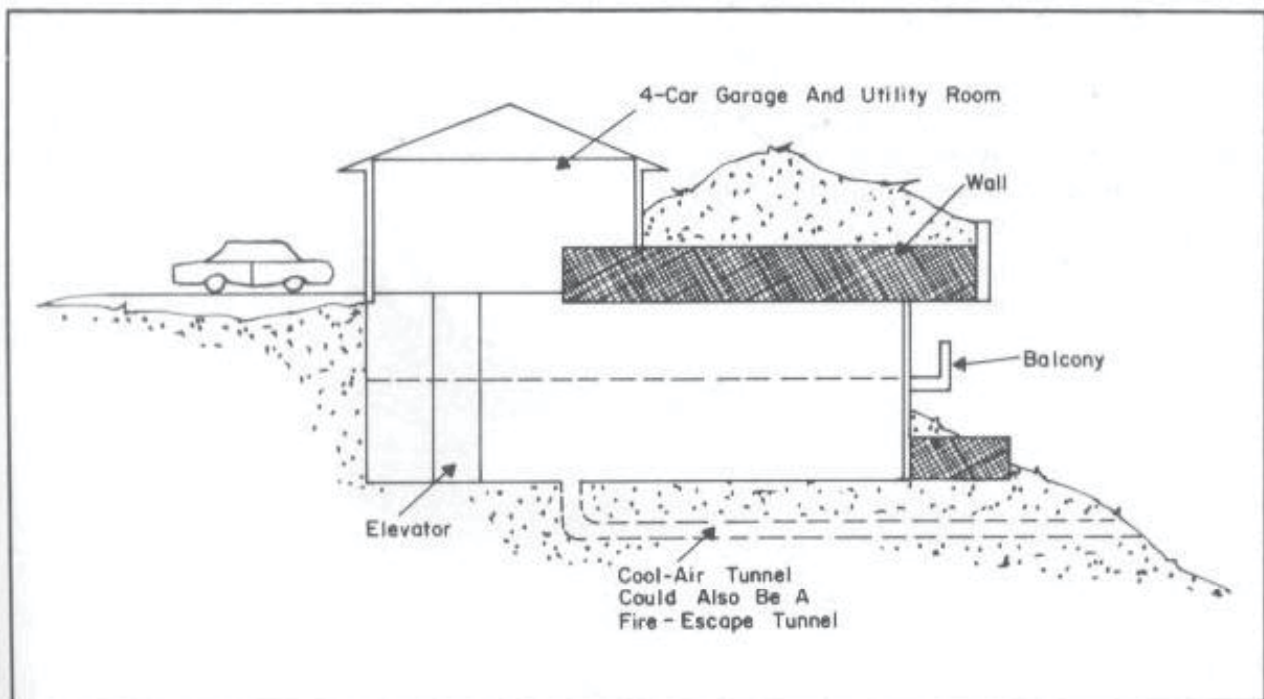 4-Car Garage And Utility Room
Wall
Balcony
Elevator
Cool-Air Tunnel
Could Also Be A
Fire-Escape Tunnel